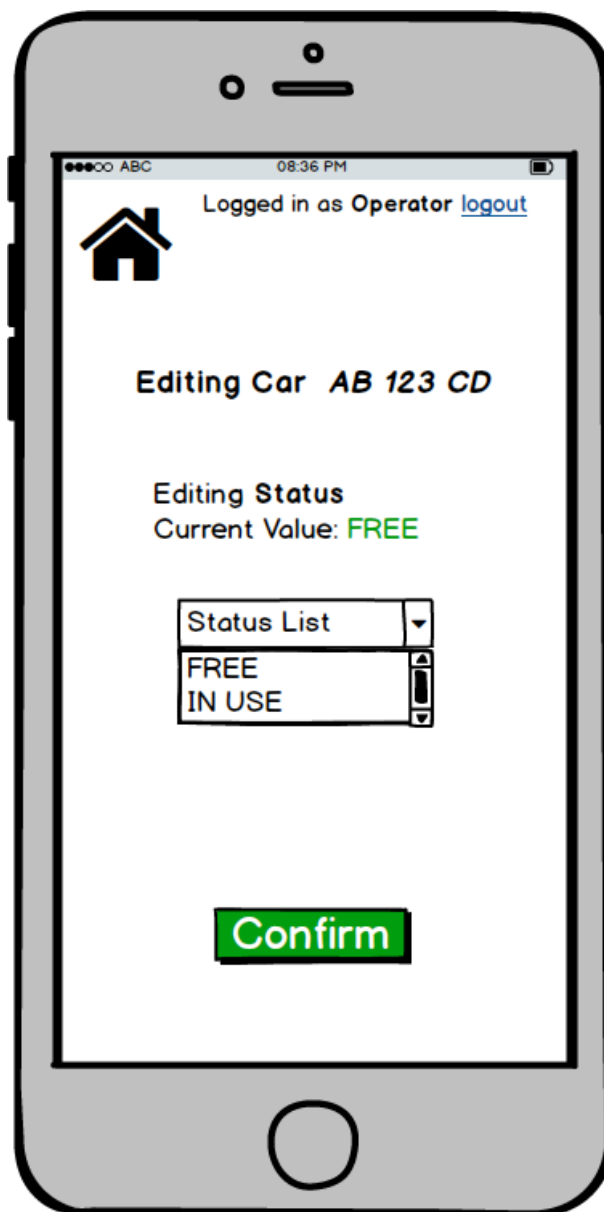 ABC 08:36 PM
Logged in as Operator logout
Editing Car AB 123 CD
Editing Status
Current Value: FREE
Status List
FREE
IN USE
Confirm